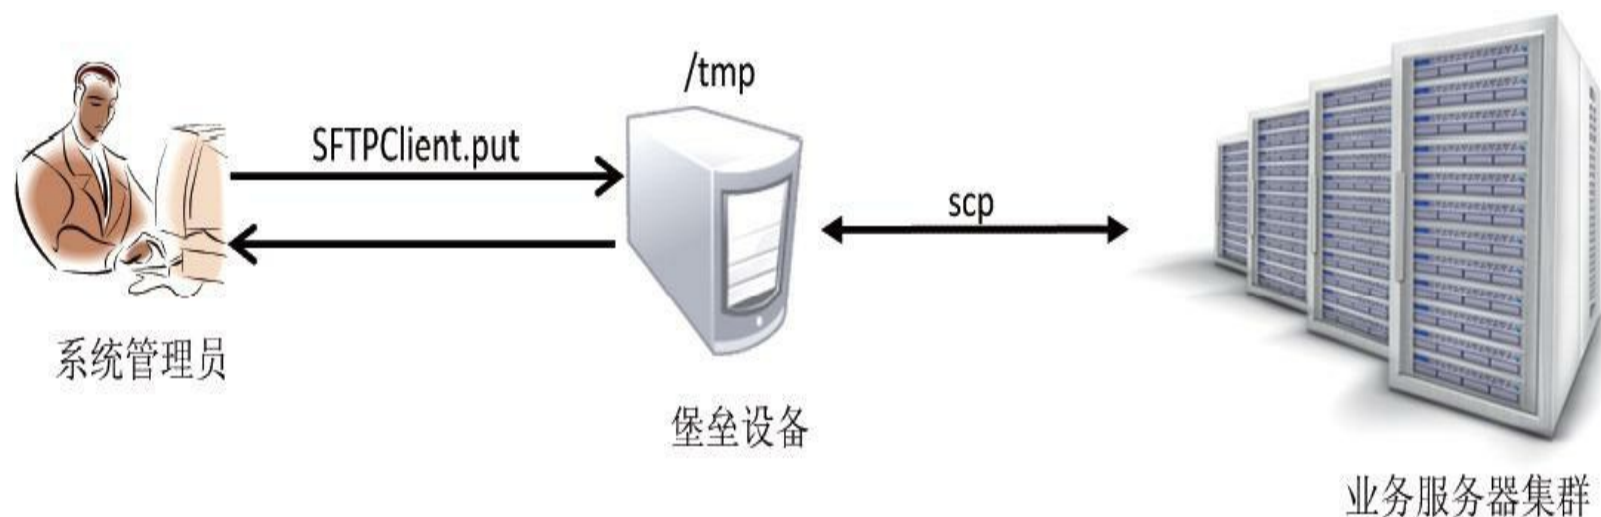 /tmp
SFTPClient.put
scp
系统管理员
堡垒设备
业务服务器集群